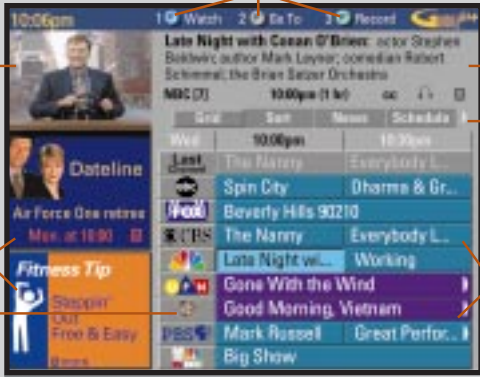 10:06pm
1 Watch 2 Go To 3 Record
Late Night with Conan O'Brien: actor Stephen
Baldwin; author Mark Leyner; comedian Robert
Schimmel; the Brian Setzer Orchestra
NBC [7] 10:00pm (1 hr) cc
Grid Sort News Schedule
Wed 10:00pm 10:30pm
Last
Channel
The Nanny Everybody L...
abc Spin City Dharma & Gr...
FOX Beverly Hills 90210
CBS The Nanny Everybody L...
Late Night wi... Working
Gone With the Wind
Good Morning, Vietnam
PBS Mark Russell Great Perfor...
Big Show
Dateline
Air Force One retires
Mon. at 10:00
Fitness Tip
Steppin'
Out
Free & Easy